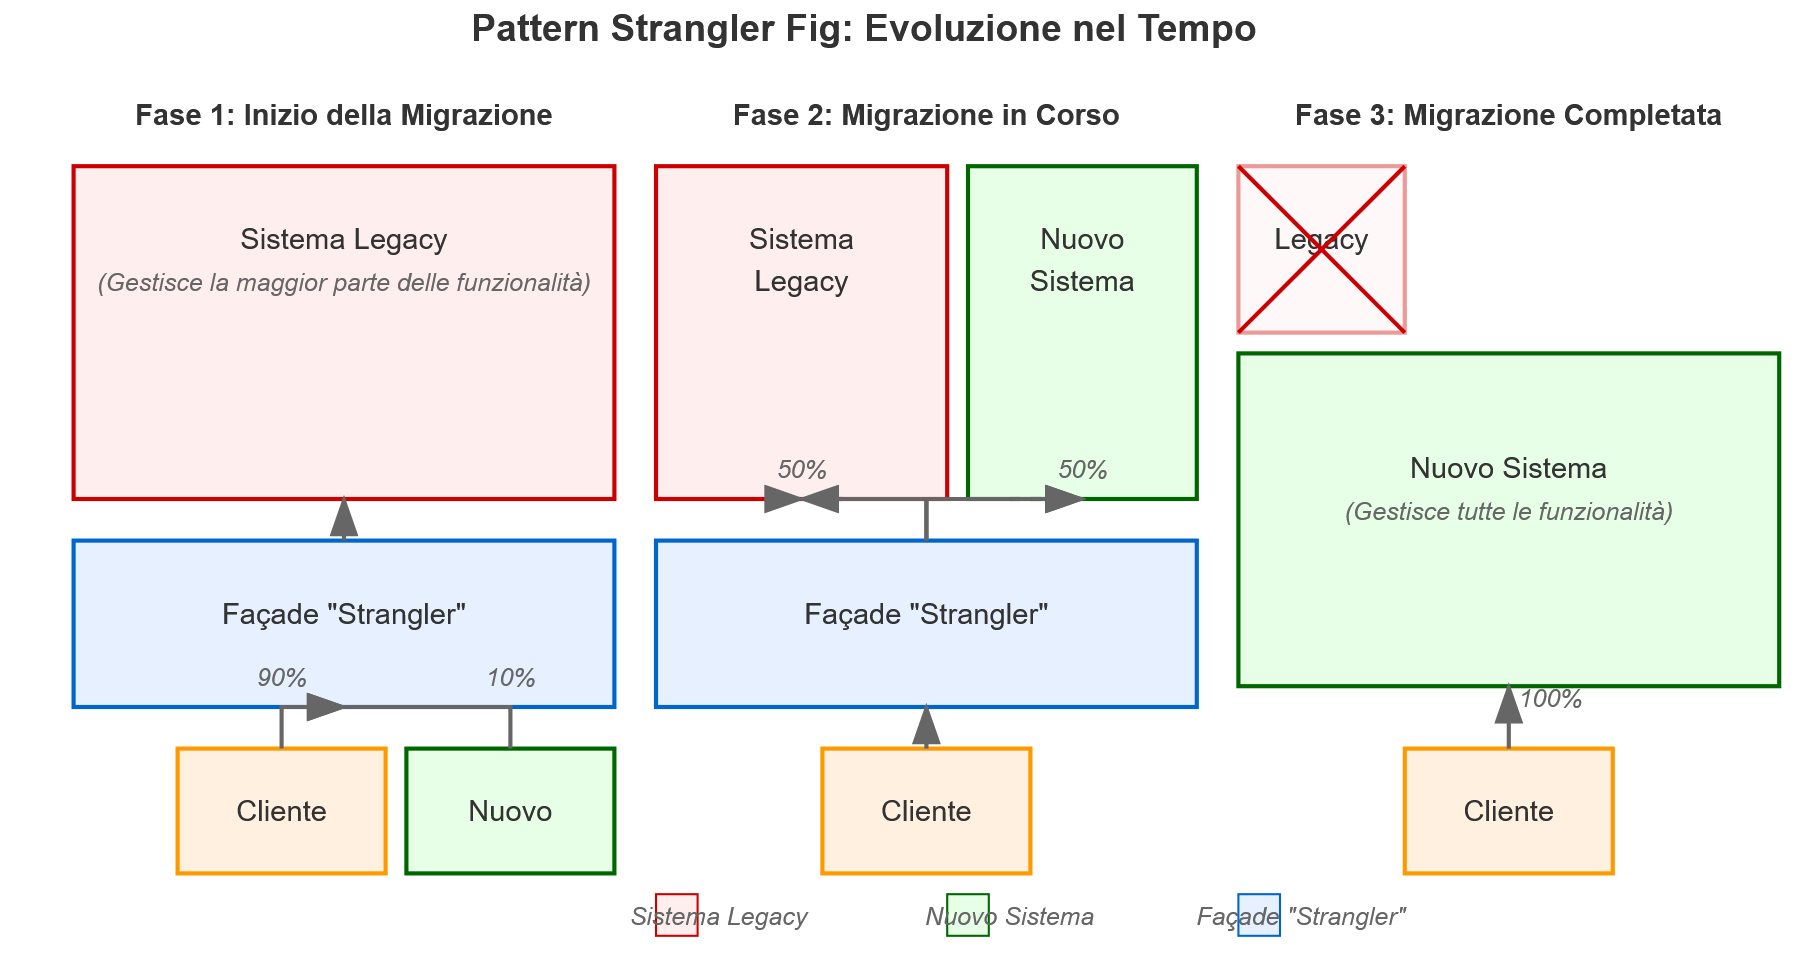 Pattern Strangler Fig: Evoluzione nel Tempo
Fase 1: Inizio della Migrazione
Sistema Legacy
(Gestisce la maggior parte delle funzionalità)
Façade "Strangler"
90%
10%
Cliente
Nuovo
Fase 2: Migrazione in Corso
Sistema
Legacy
Nuovo
Sistema
50%
50%
Façade "Strangler"
Cliente
Fase 3: Migrazione Completata
Legacy
Nuovo Sistema
(Gestisce tutte le funzionalità)
100%
Cliente
Sistema Legacy
Nuovo Sistema
Façade "Strangler"